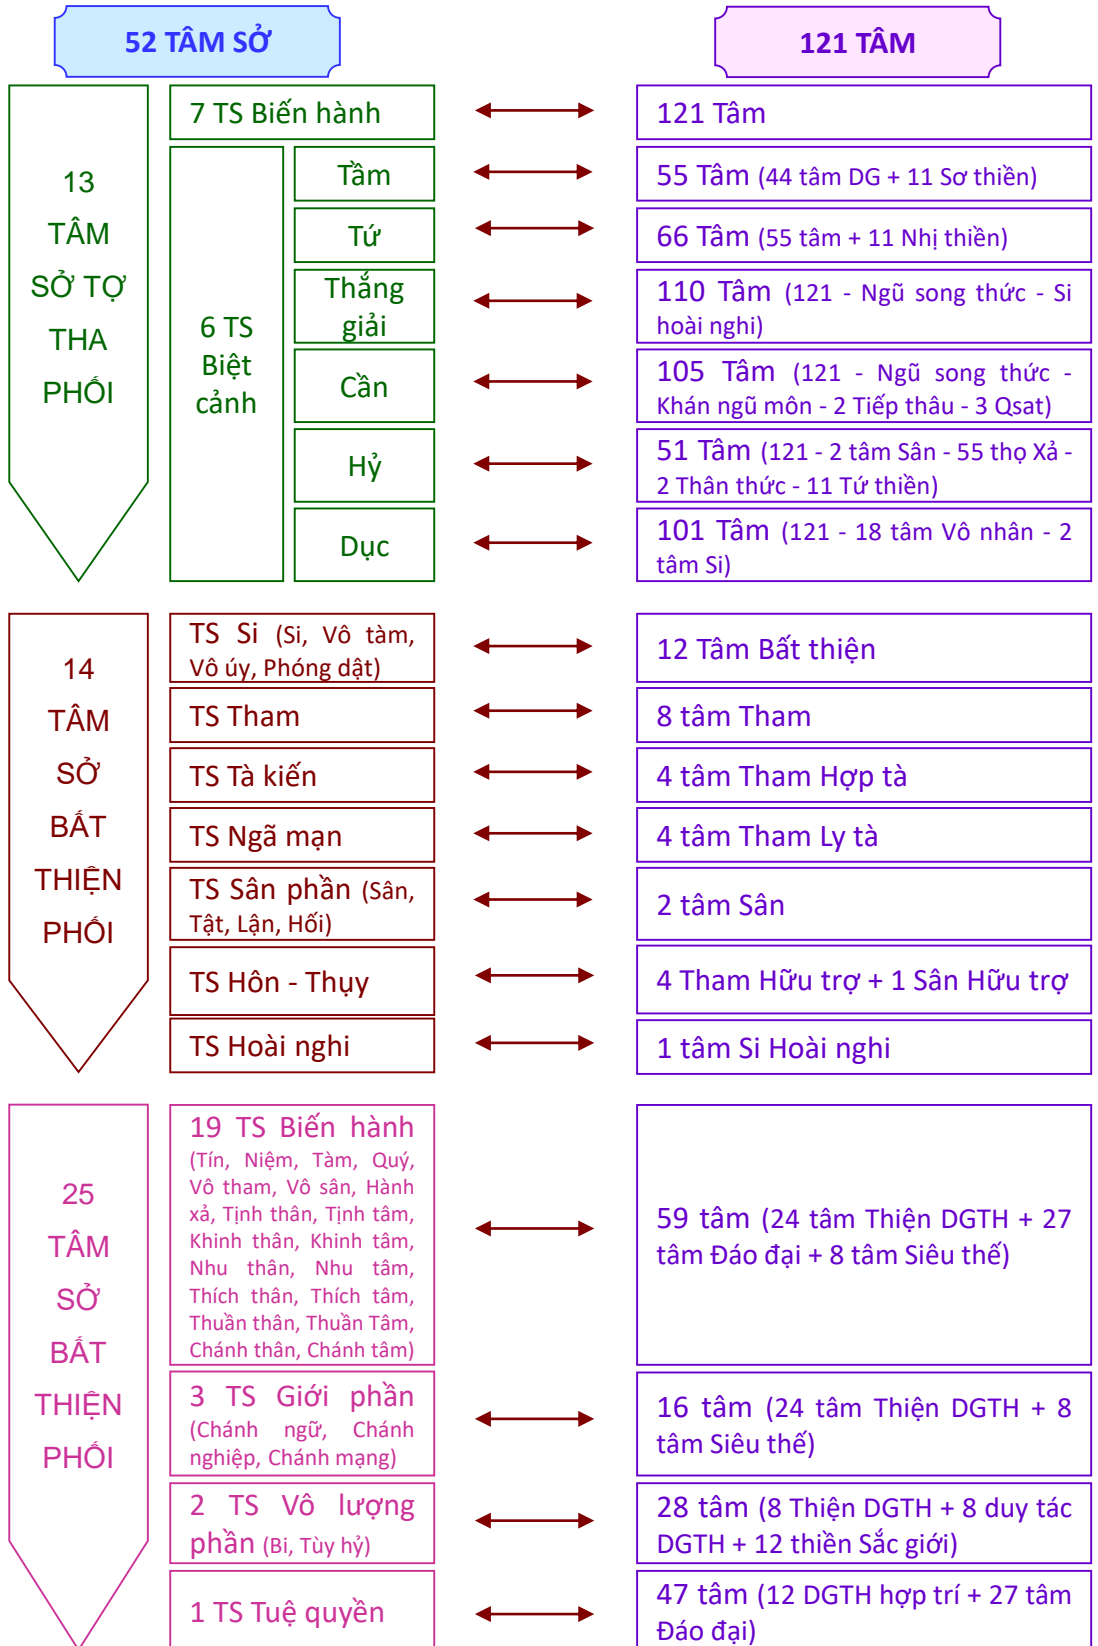 52 TÂM SỞ
121 TÂM
13
TÂM
SỞ TỢ
THA
PHỐI
7 TS Biến hành
121 Tâm
6 TS
Biệt
cảnh
Tầm
55 Tâm (44 tâm DG + 11 Sơ thiền)
Tứ
66 Tâm (55 tâm + 11 Nhị thiền)
Thắng
giải
110 Tâm (121 - Ngũ song thức - Si
hoài nghi)
Cần
105 Tâm (121 - Ngũ song thức -
Khán ngũ môn - 2 Tiếp thâu - 3 Qsat)
Hỷ
51 Tâm (121 - 2 tâm Sân - 55 thọ Xả -
2 Thân thức - 11 Tứ thiền)
Dục
101 Tâm (121 - 18 tâm Vô nhân - 2
tâm Si)
14
TÂM
SỞ
BẤT
THIỆN
PHỐI
TS Si (Si, Vô tàm,
Vô úy, Phóng dật)
12 Tâm Bất thiện
TS Tham
8 tâm Tham
TS Tà kiến
4 tâm Tham Hợp tà
TS Ngã mạn
4 tâm Tham Ly tà
TS Sân phần (Sân,
Tật, Lận, Hối)
2 tâm Sân
TS Hôn - Thụy
4 Tham Hữu trợ + 1 Sân Hữu trợ
TS Hoài nghi
1 tâm Si Hoài nghi
25
TÂM
SỞ
BẤT
THIỆN
PHỐI
19 TS Biến hành
(Tín, Niệm, Tàm, Quý,
Vô tham, Vô sân, Hành
xả, Tịnh thân, Tịnh tâm,
Khinh thân, Khinh tâm,
Nhu thân, Nhu tâm,
Thích thân, Thích tâm,
Thuần thân, Thuần Tâm,
Chánh thân, Chánh tâm)
59 tâm (24 tâm Thiện DGTH + 27
tâm Đáo đại + 8 tâm Siêu thế)
3 TS Giới phần
(Chánh ngữ, Chánh
nghiệp, Chánh mạng)
16 tâm (24 tâm Thiện DGTH + 8
tâm Siêu thế)
2 TS Vô lượng
phần (Bi, Tùy hỷ)
28 tâm (8 Thiện DGTH + 8 duy tác
DGTH + 12 thiền Sắc giới)
1 TS Tuệ quyền
47 tâm (12 DGTH hợp trí + 27 tâm
Đáo đại)